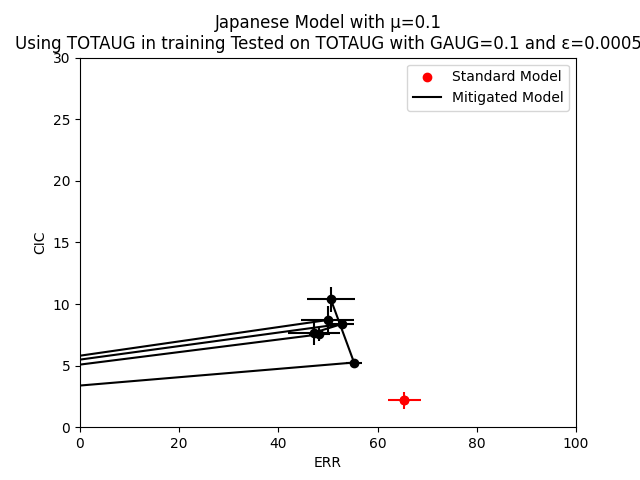 Japanese Model with μ=0.1
Using TOTAUG in training Tested on TOTAUG with GAUG=0.1 and ε=0.0005
30
25
20
15
10
5
0
CIC
Standard Model
Mitigated Model
0 20 40 60 80 100
ERR